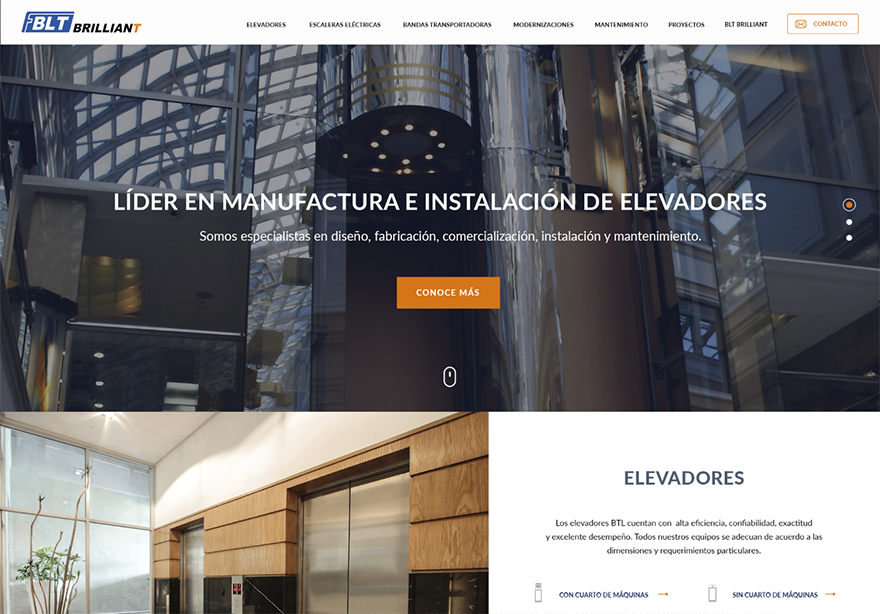 BLT BRILLIANT
ELEVADORES ESCALERAS ELÉCTRICAS BANDAS TRANSPORTADORAS MODERNIZACIONES MANTENIMIENTO PROYECTOS BLT BRILLIANT CONTACTO
LÍDER EN MANUFACTURA E INSTALACIÓN DE ELEVADORES
Somos especialistas en diseño, fabricación, comercialización, instalación y mantenimiento.
CONOCE MÁS
ELEVADORES
Los elevadores BTL cuentan con alta eficiencia, confiabilidad, exactitud
y excelente desempeño. Todos nuestros equipos se adecuan de acuerdo a las
dimensiones y requerimientos particulares.
CON CUARTO DE MÁQUINAS SIN CUARTO DE MÁQUINAS